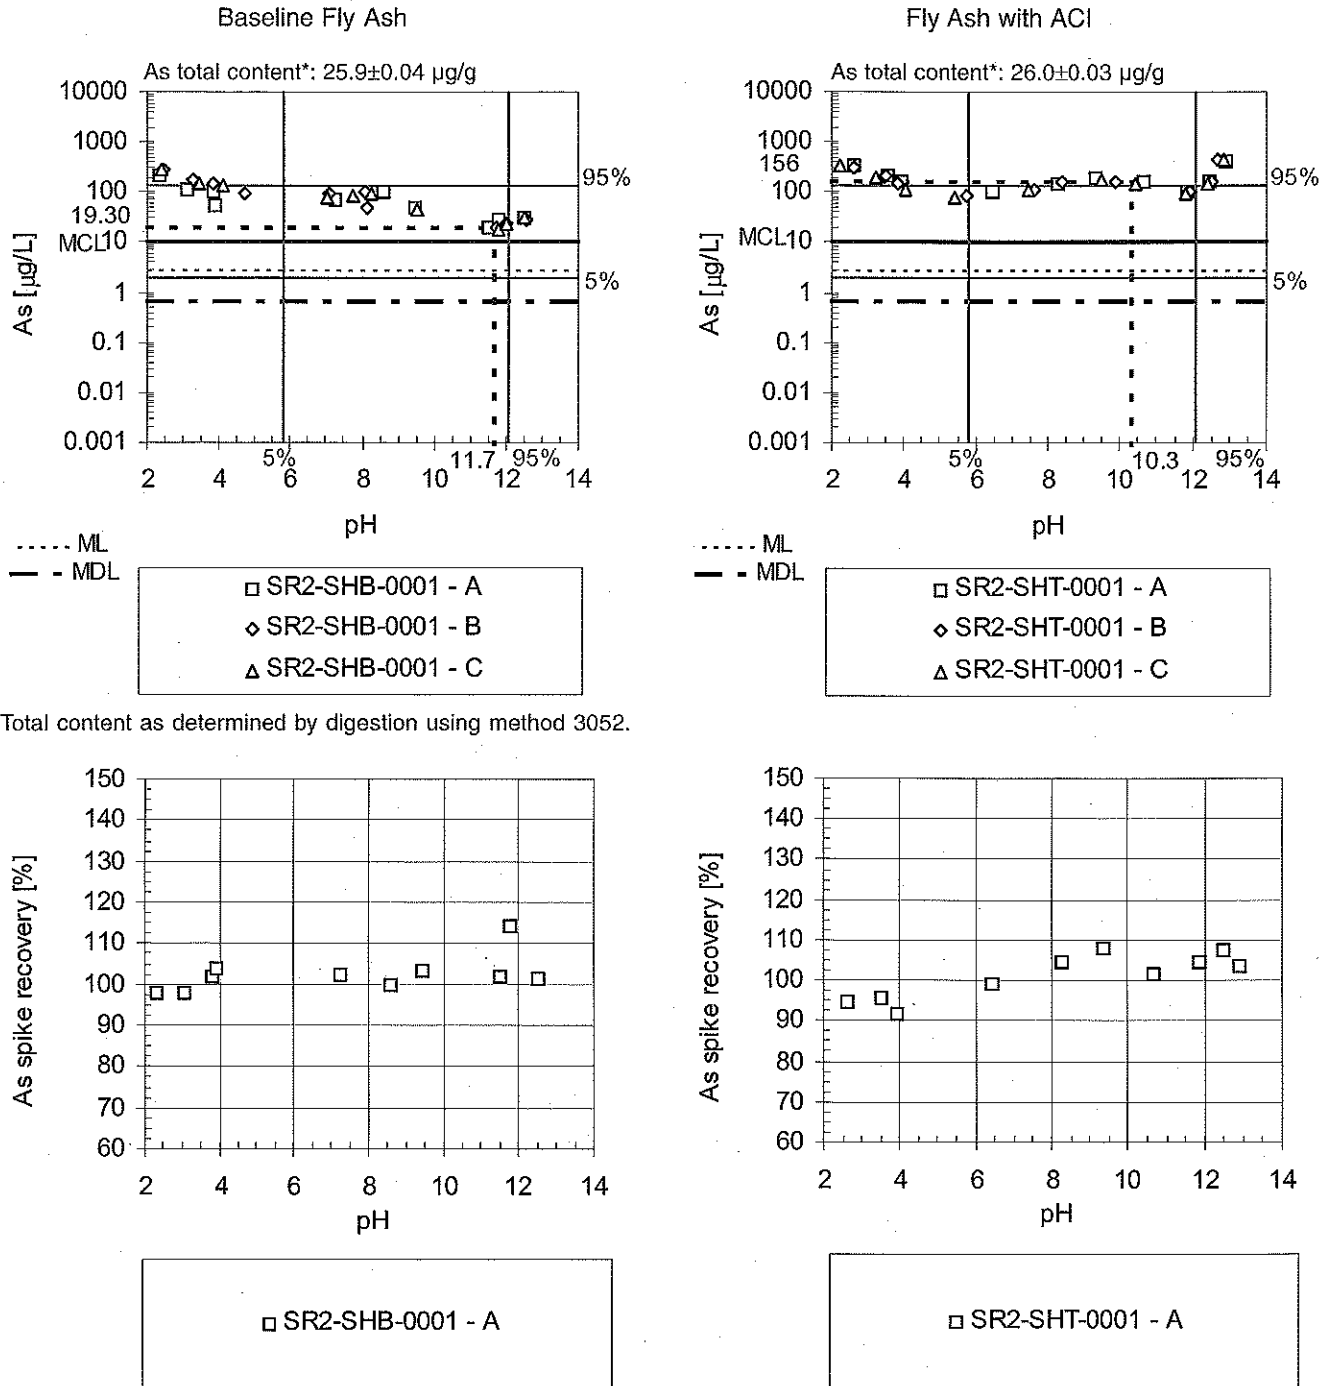 Baseline Fly Ash
As total content*: 25.9±0.04 µg/g
10000
1000
100
19.30
MCL10
1
0.1
0.01
0.001
As [µg/L]
95%
5%
5%
11.7
95%
2 4 6 8 10 12 14
pH
ML
MDL
SR2-SHB-0001 - A
SR2-SHB-0001 - B
SR2-SHB-0001 - C
Fly Ash with ACI
As total content*: 26.0±0.03 µg/g
10000
1000
156
100
MCL10
1
0.1
0.01
0.001
As [µg/L]
95%
5%
5%
10.3
95%
2 4 6 8 10 12 14
pH
ML
MDL
SR2-SHT-0001 - A
SR2-SHT-0001 - B
SR2-SHT-0001 - C
Total content as determined by digestion using method 3052.
150
140
130
120
110
100
90
80
70
60
As spike recovery [%]
2 4 6 8 10 12 14
pH
SR2-SHB-0001 - A
150
140
130
120
110
100
90
80
70
60
As spike recovery [%]
2 4 6 8 10 12 14
pH
SR2-SHT-0001 - A